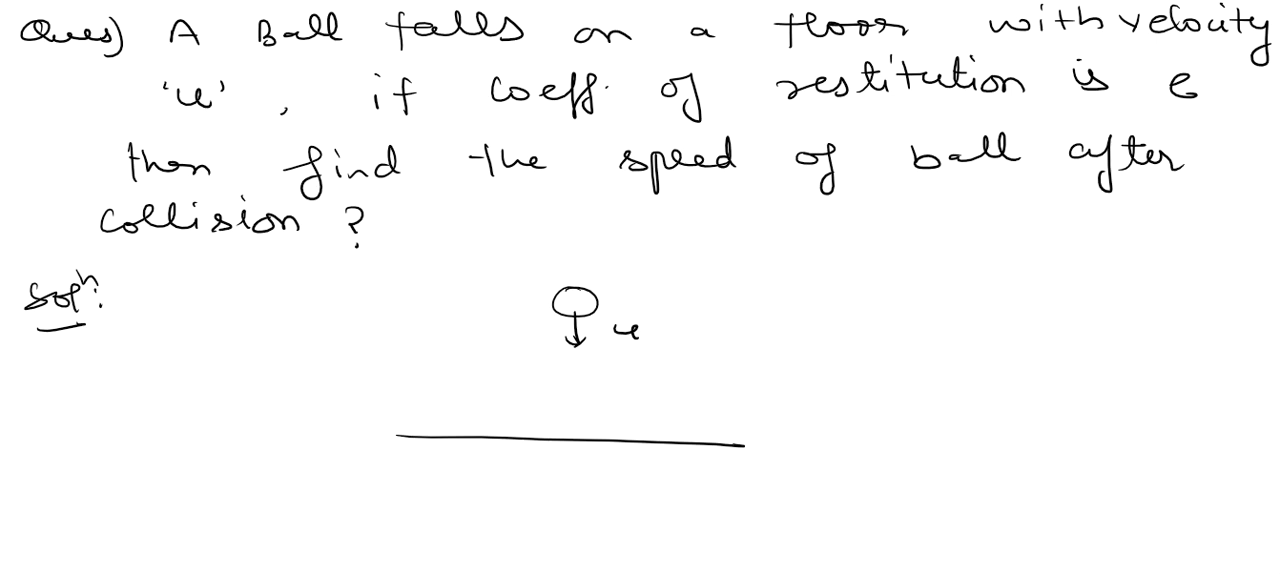 Ques) A Ball falls on a floor with velocity
'u', if coeff. of restitution is e
then find the speed of ball after
collision?
Solⁿ:
u